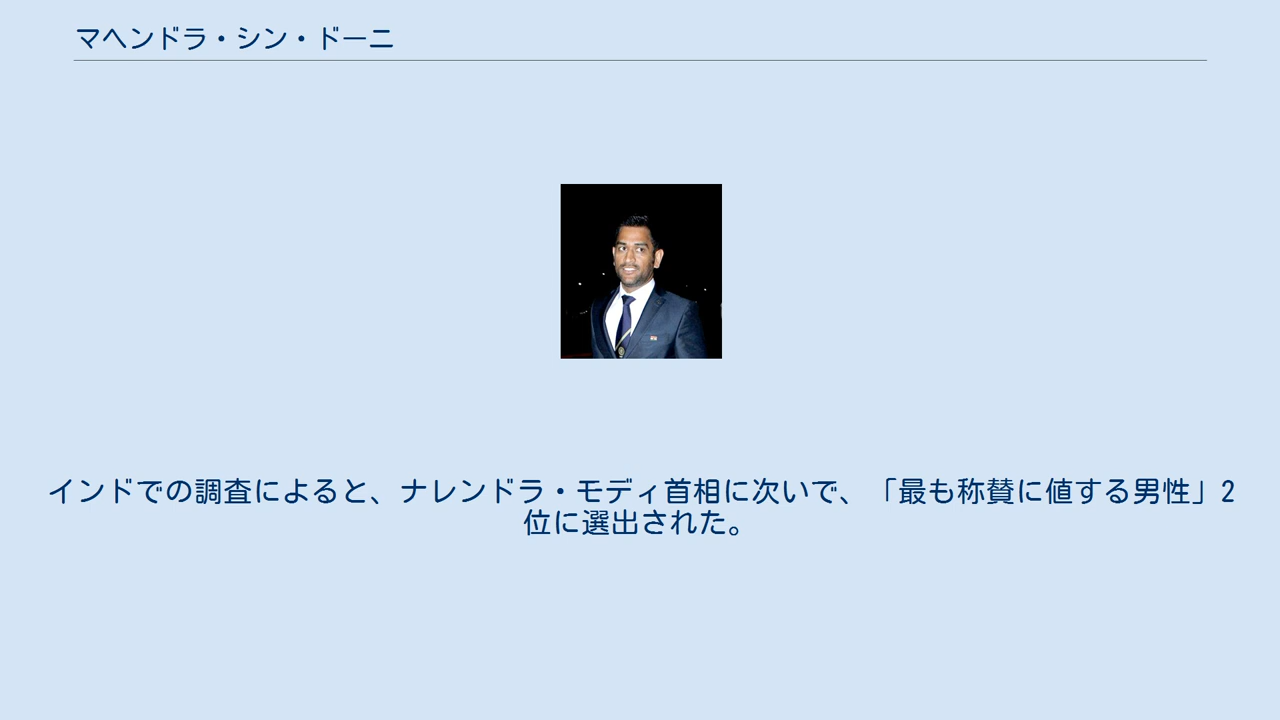 マヘンドラ・シン・ドーニ
インドでの調査によると、ナレンドラ・モディ首相に次いで、「最も称賛に値する男性」2
位に選出された。